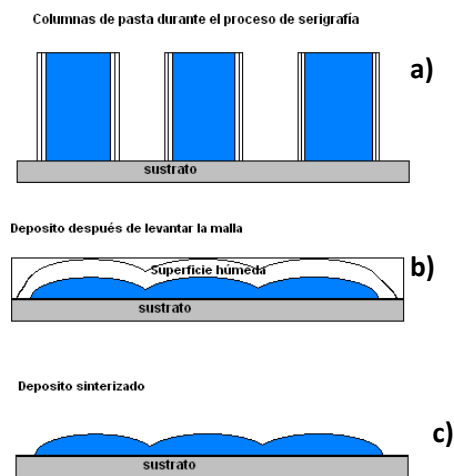 Columnas de pasta durante el proceso de serigrafía
a)
sustrato
Deposito después de levantar la malla
Superficie húmeda
b)
sustrato
Deposito sinterizado
c)
sustrato